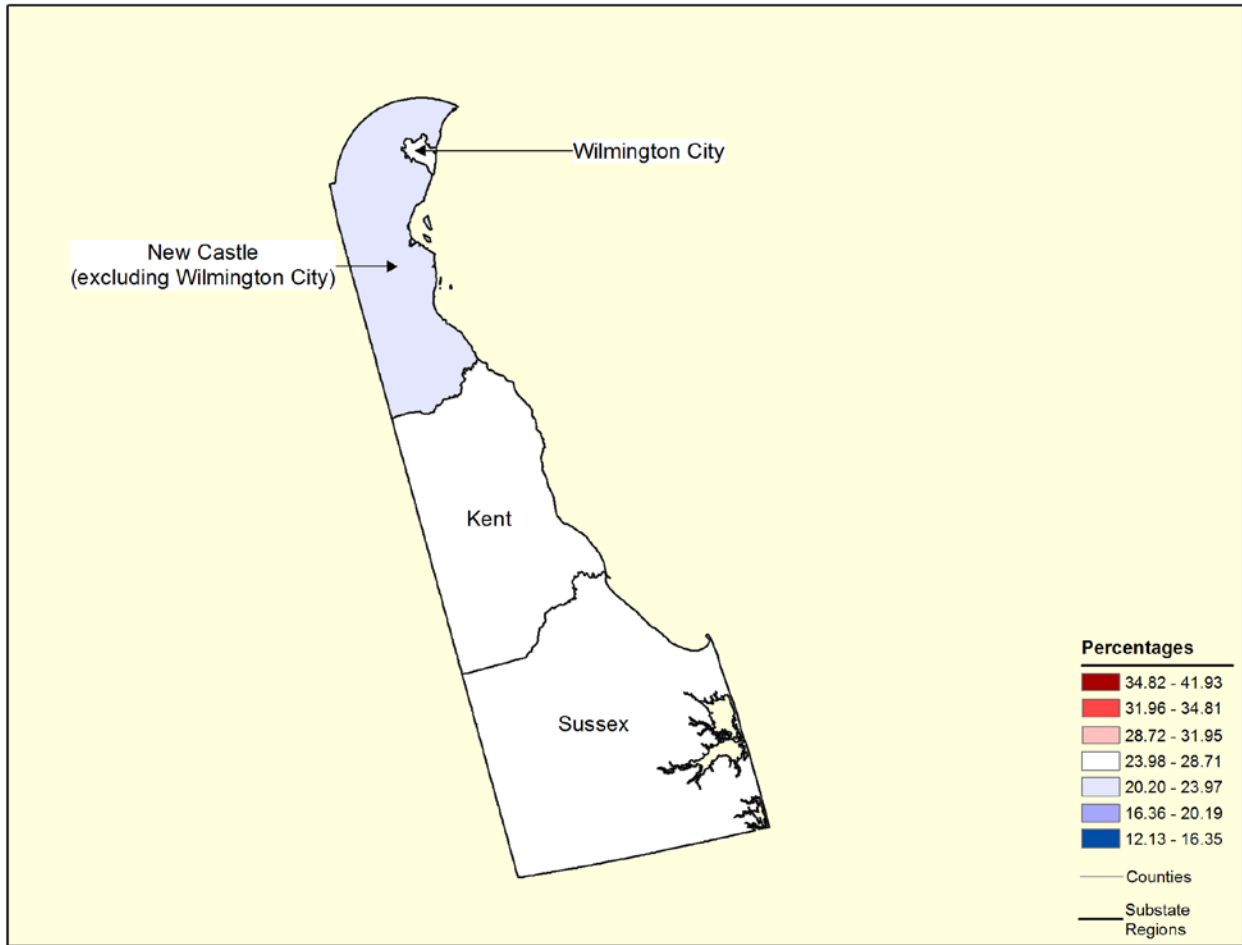 Wilmington City
New Castle
(excluding Wilmington City)
Kent
Sussex
Percentages
34.82 - 41.93
31.96 - 34.81
28.72 - 31.95
23.98 - 28.71
20.20 - 23.97
16.36 - 20.19
12.13 - 16.35
Counties
Substate
Regions